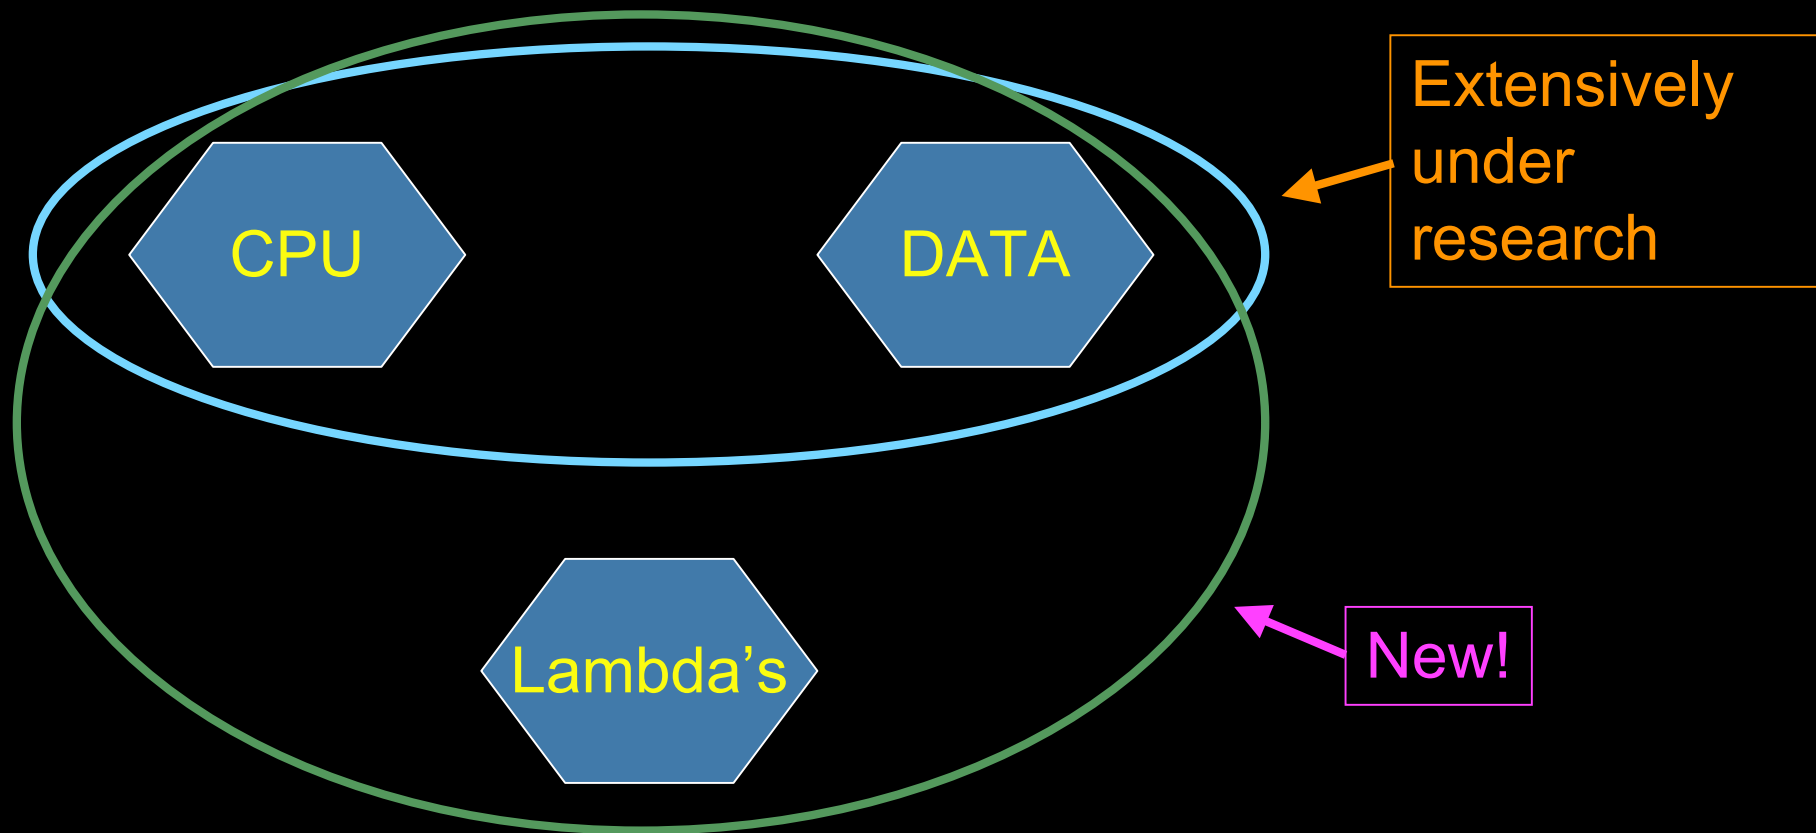 CPU
DATA
Extensively
under
research
Lambda’s
New!